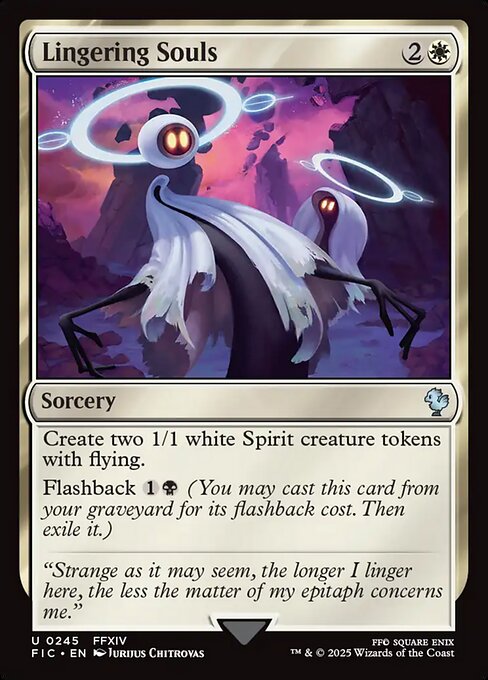 Lingering Souls 2
Sorcery
Create two 1/1 white Spirit creature tokens
with flying.
Flashback 1 (You may cast this card from
your graveyard for its flashback cost. Then
exile it.)
“Strange as it may seem, the longer I linger
here, the less the matter of my epitaph concerns
me.”
U 0245 FFXIV
FIC • EN Jurijus Chitrovas
FF© SQUARE ENIX
™ & © 2025 Wizards of the Coast